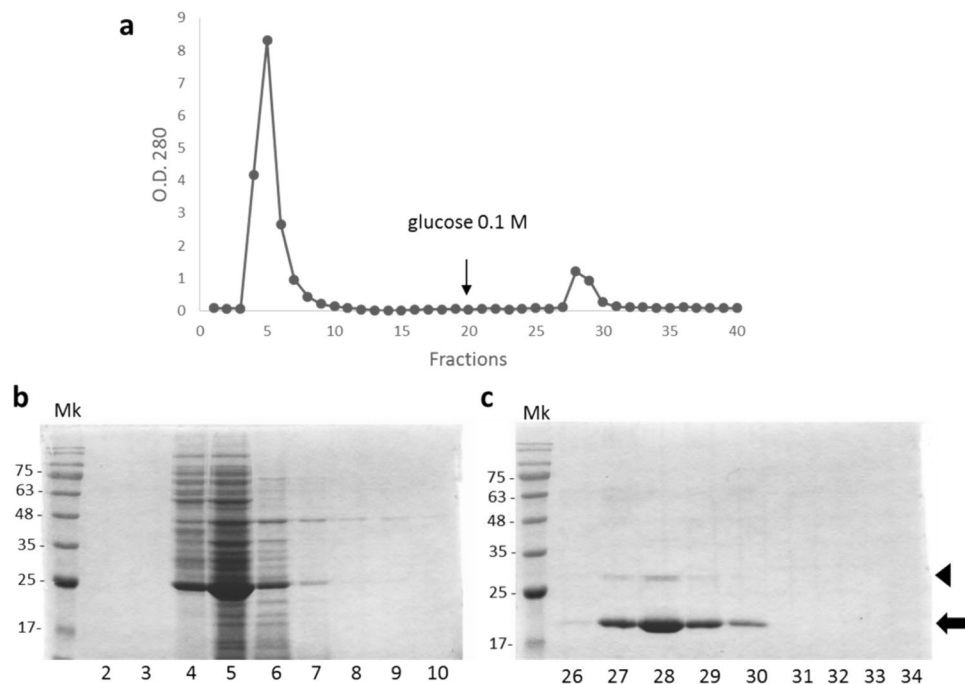 a
9
8
7
6
5
4
3
2
1
0
O.D. 280
glucose 0.1 M
0 5 10 15 20 25 30 35 40
Fractions
b
Mk
75 -
63 -
48 -
35 -
25 -
17-
2 3 4 5 6 7 8 9 10
c
Mk
75 -
63 -
48 -
35 -
25 -
17-
26 27 28 29 30 31 32 33 34